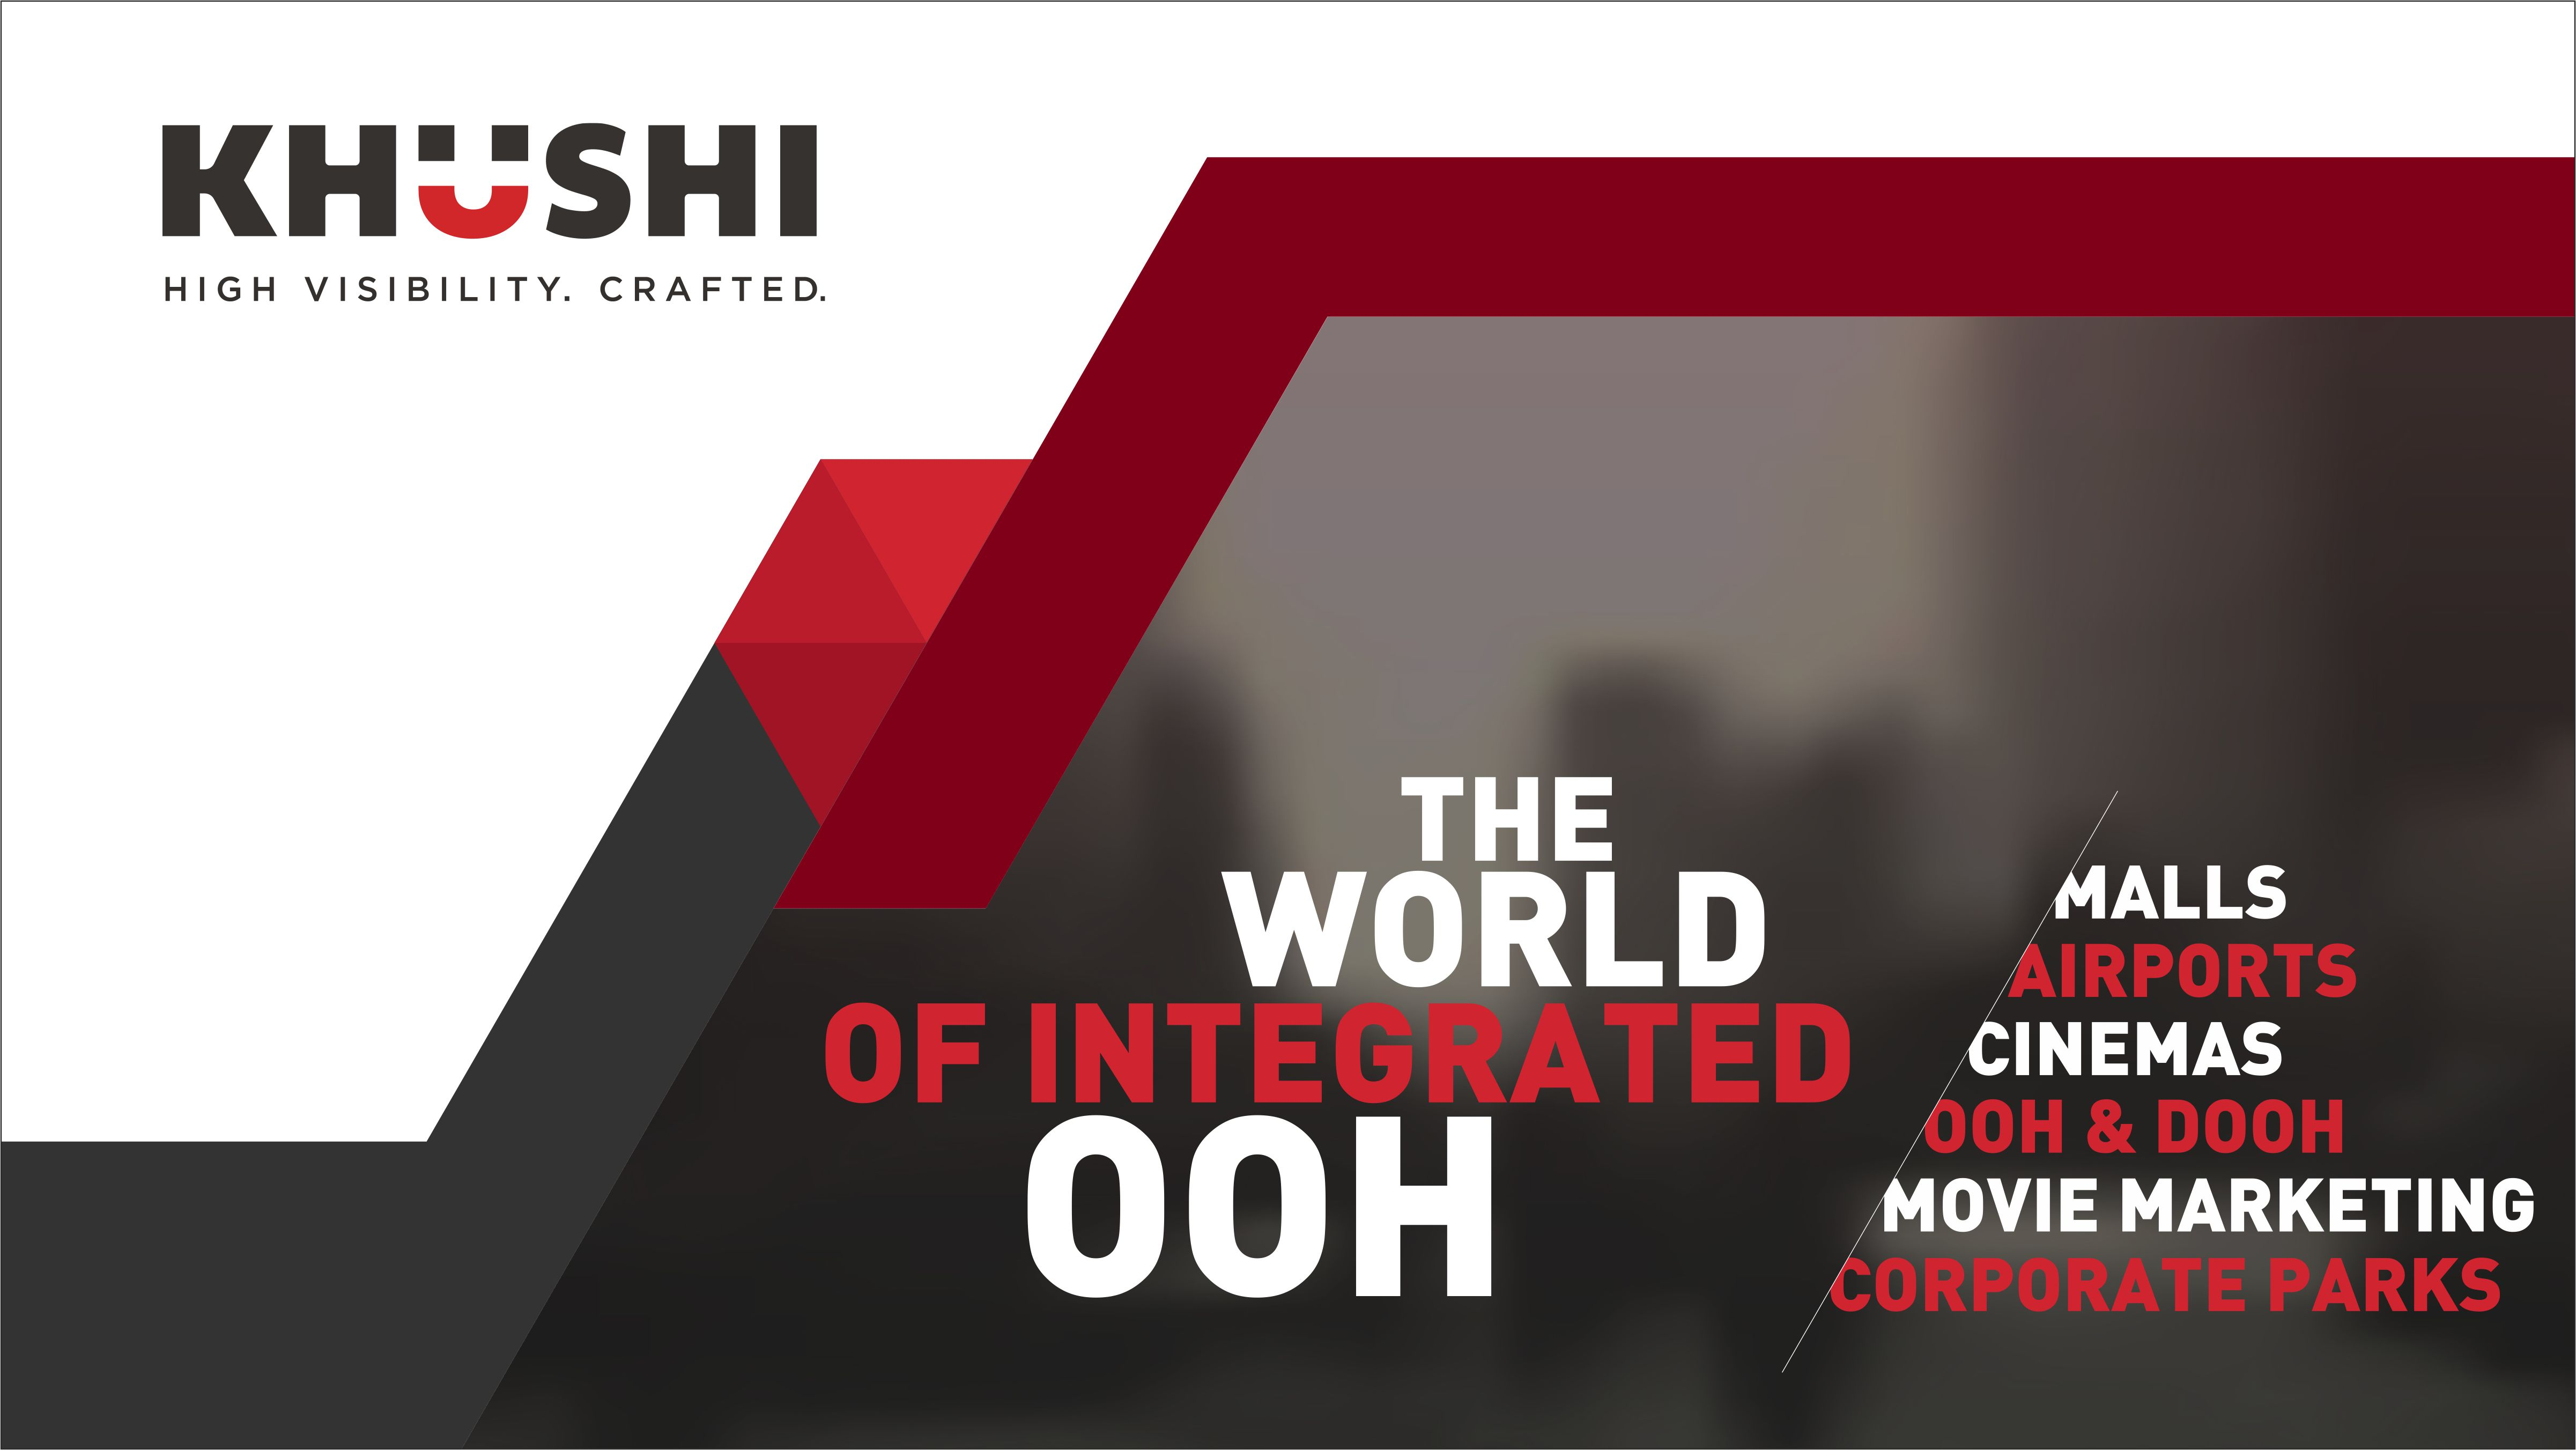 KHUSHI
HIGH VISIBILITY. CRAFTED.
THE
WORLD
OF INTEGRATED
OOH
MALLS
AIRPORTS
CINEMAS
OOH & DOOH
MOVIE MARKETING
CORPORATE PARKS